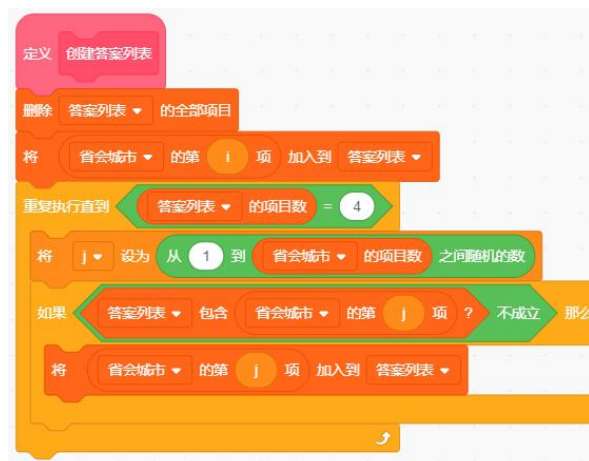 定义 创建答案列表
删除 答案列表 的全部项目
将 省会城市 的第 i 项 加入到 答案列表
重复执行直到 答案列表 的项目数 = 4
将 j 设为 从 1 到 省会城市 的项目数 之间随机的数
如果 答案列表 包含 省会城市 的第 j 项 ? 不成立 那么
将 省会城市 的第 j 项 加入到 答案列表